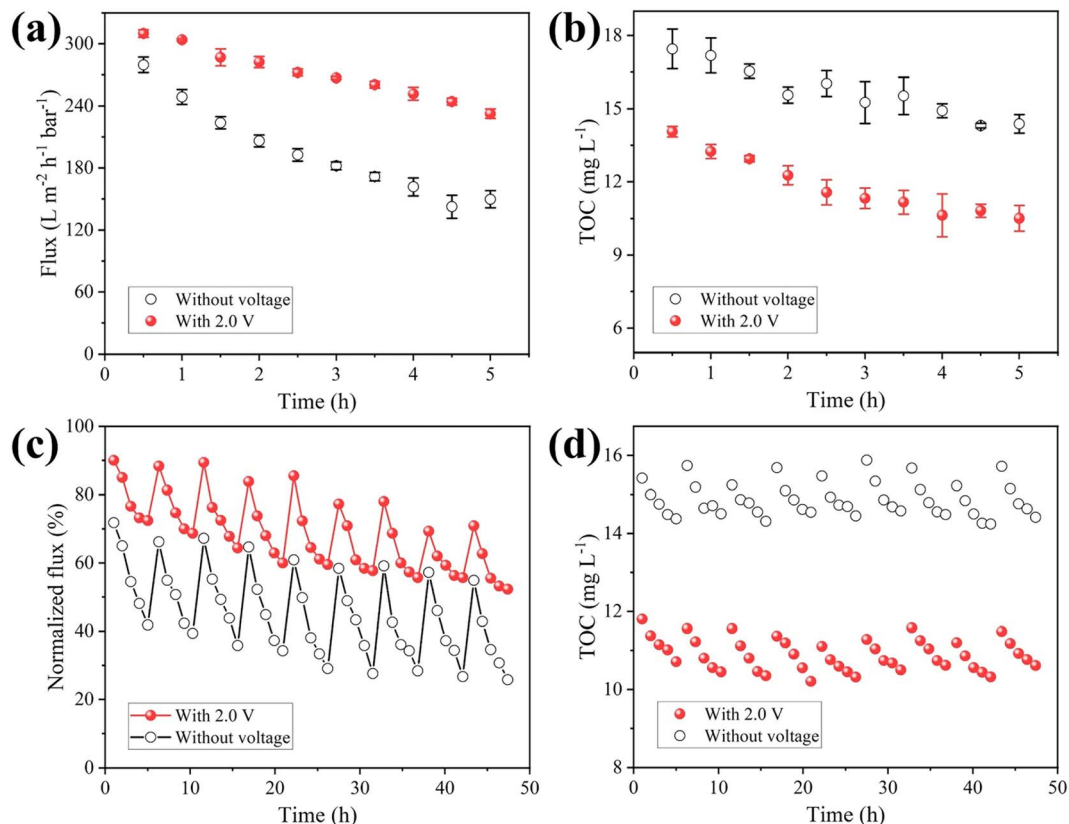 (a)
Flux (L m⁻² h⁻¹ bar⁻¹)
300
240
180
120
60
0
Without voltage
With 2.0 V
0 1 2 3 4 5
Time (h)
(b)
TOC (mg L⁻¹)
18
15
12
9
6
Without voltage
With 2.0 V
0 1 2 3 4 5
Time (h)
(c)
Normalized flux (%)
100
80
60
40
20
0
With 2.0 V
Without voltage
0 10 20 30 40 50
Time (h)
(d)
TOC (mg L⁻¹)
16
14
12
10
8
With 2.0 V
Without voltage
0 10 20 30 40 50
Time (h)